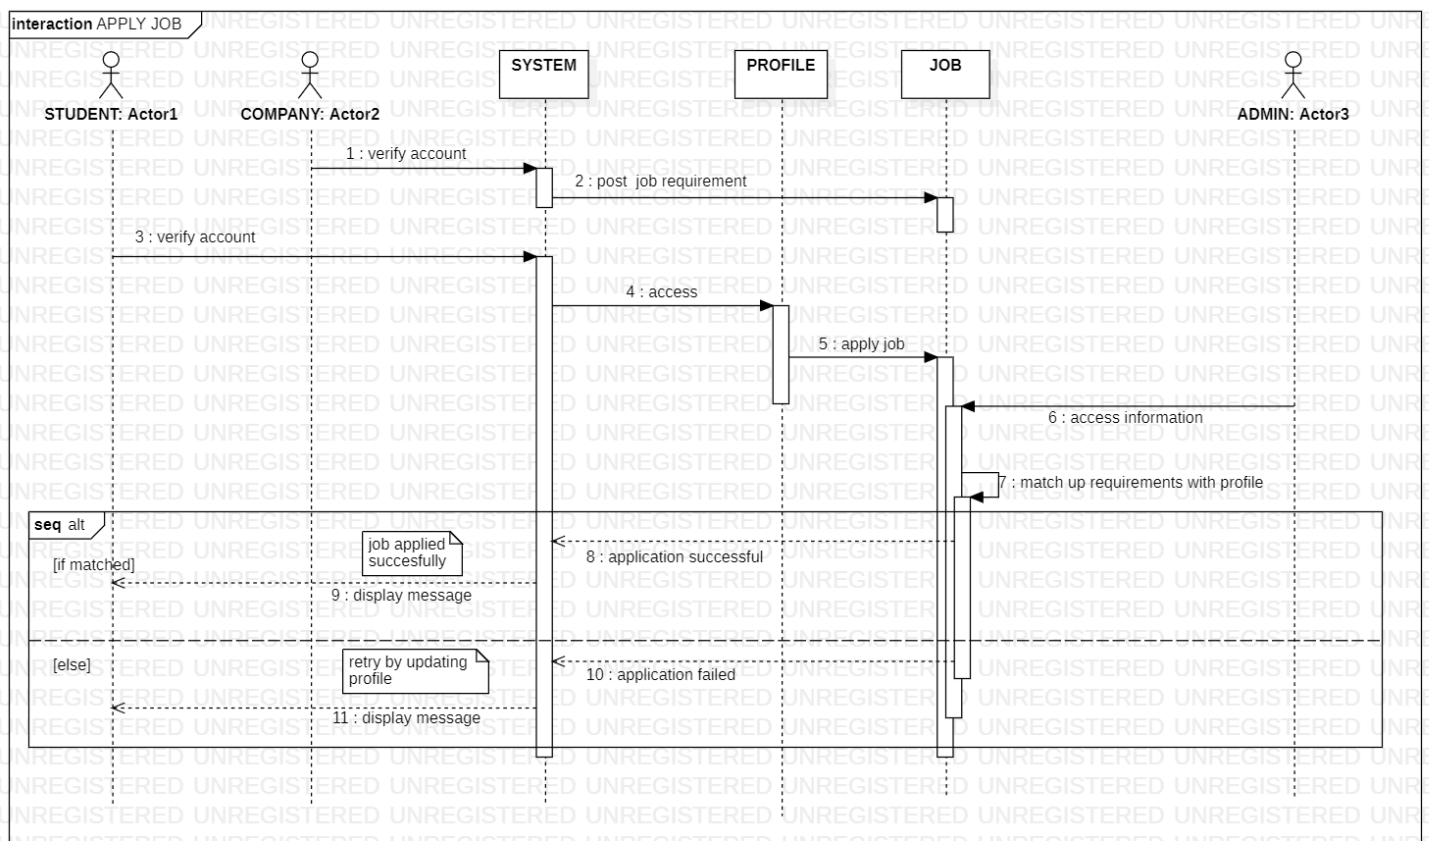 interaction APPLY JOB
STUDENT: Actor1
COMPANY: Actor2
SYSTEM
PROFILE
JOB
ADMIN: Actor3
1 : verify account
2 : post  job requirement
3 : verify account
4 : access
5 : apply job
6 : access information
7 : match up requirements with profile
seq alt
[if matched]
job applied
succesfully
8 : application successful
9 : display message
[else]
retry by updating
profile
10 : application failed
11 : display message
UNREGISTERED